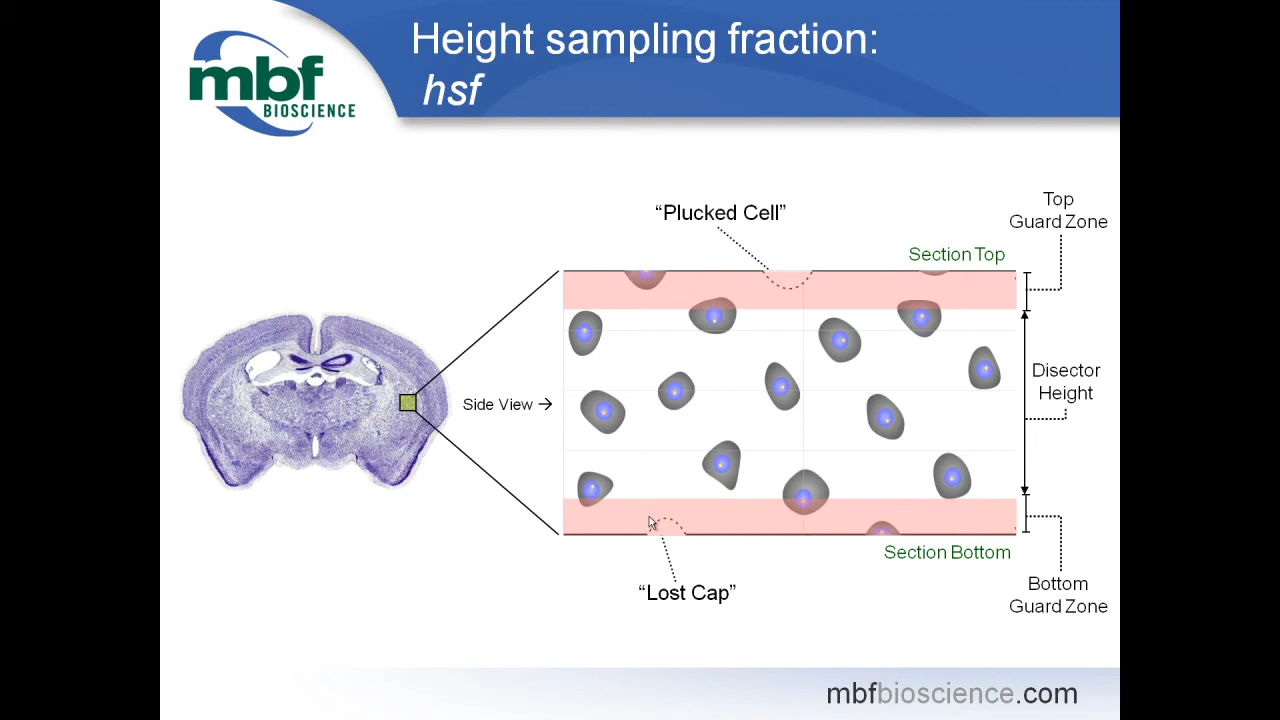 Height sampling fraction:
hsf
mbf
BIOSCIENCE
“Plucked Cell”
Top
Guard Zone
Section Top
Disector
Height
Side View →
Section Bottom
Bottom
Guard Zone
“Lost Cap”
mbfbioscience.com